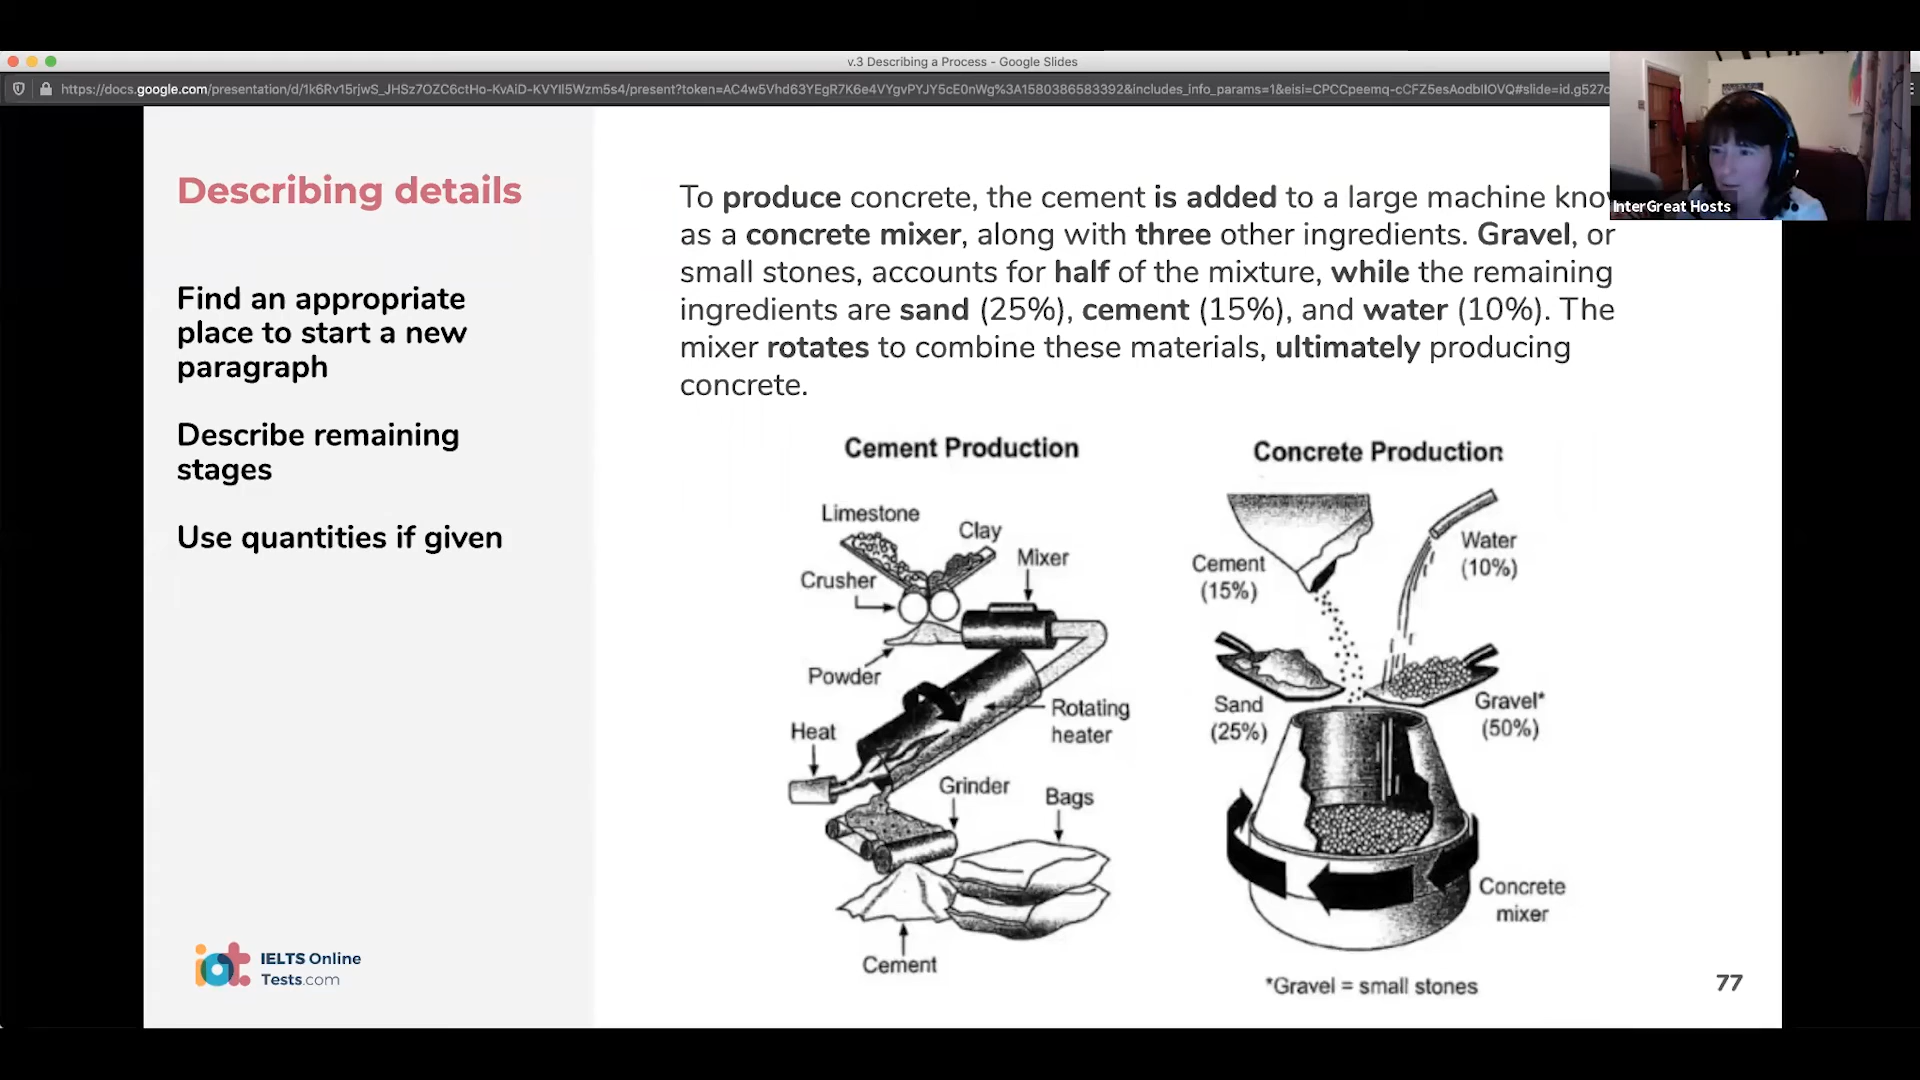 v.3 Describing a Process - Google Slides
InterGreat Hosts
Describing details
Find an appropriate
place to start a new
paragraph
Describe remaining
stages
Use quantities if given
To produce concrete, the cement is added to a large machine know
as a concrete mixer, along with three other ingredients. Gravel, or
small stones, accounts for half of the mixture, while the remaining
ingredients are sand (25%), cement (15%), and water (10%). The
mixer rotates to combine these materials, ultimately producing
concrete.
Cement Production
Limestone
Clay
Mixer
Crusher
Powder
Rotating
heater
Heat
Grinder
Bags
Cement
Concrete Production
Cement
(15%)
Water
(10%)
Sand
(25%)
Gravel*
(50%)
Concrete
mixer
*Gravel = small stones
iot
IELTS Online
Tests.com
77